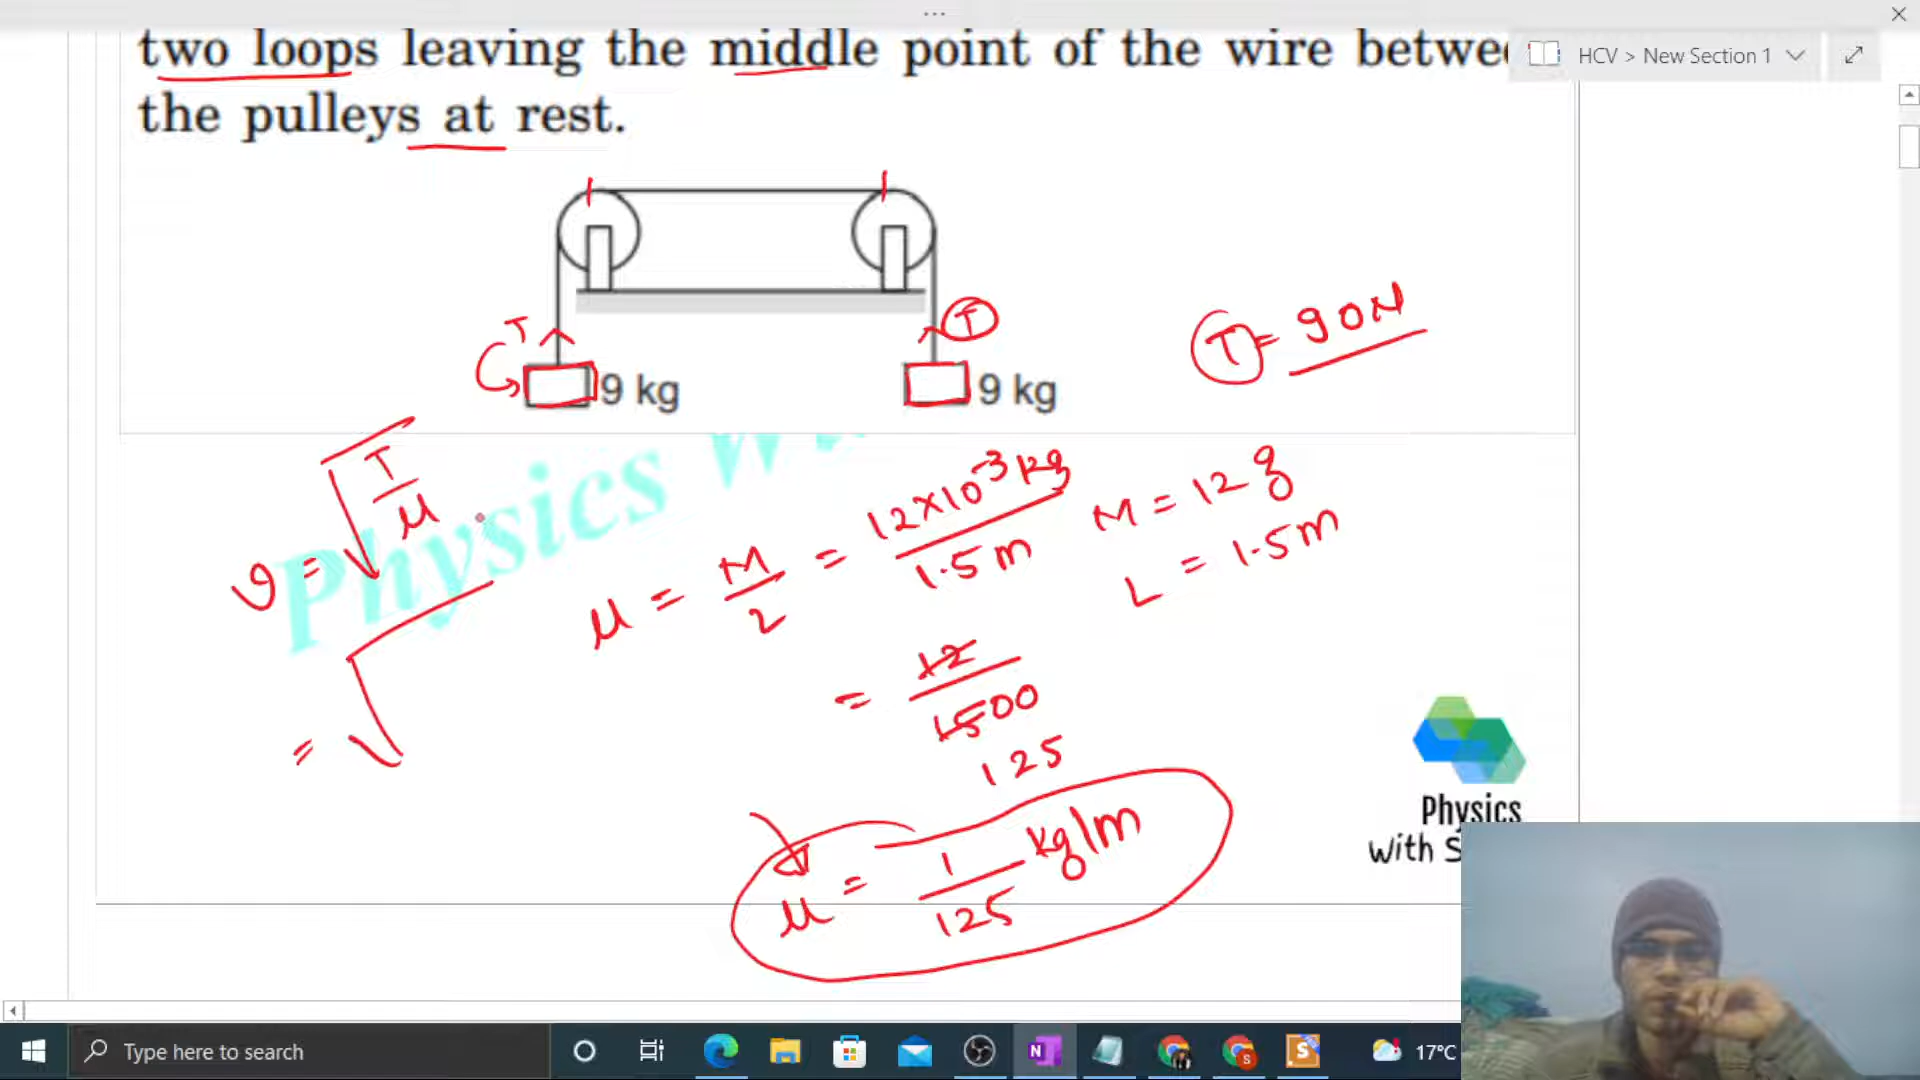 two loops leaving the middle point of the wire betwe
the pulleys at rest.
HCV > New Section 1
T
T
9 kg
9 kg
T = 90N
v = √T/μ
μ = M/2 = 12×10⁻³ kg/1.5 m
M = 12 g
L = 1.5 m
= √
= 12/1500
125
μ = 1/125 kg/m
Physics W
Physics
with S
Type here to search
17°C